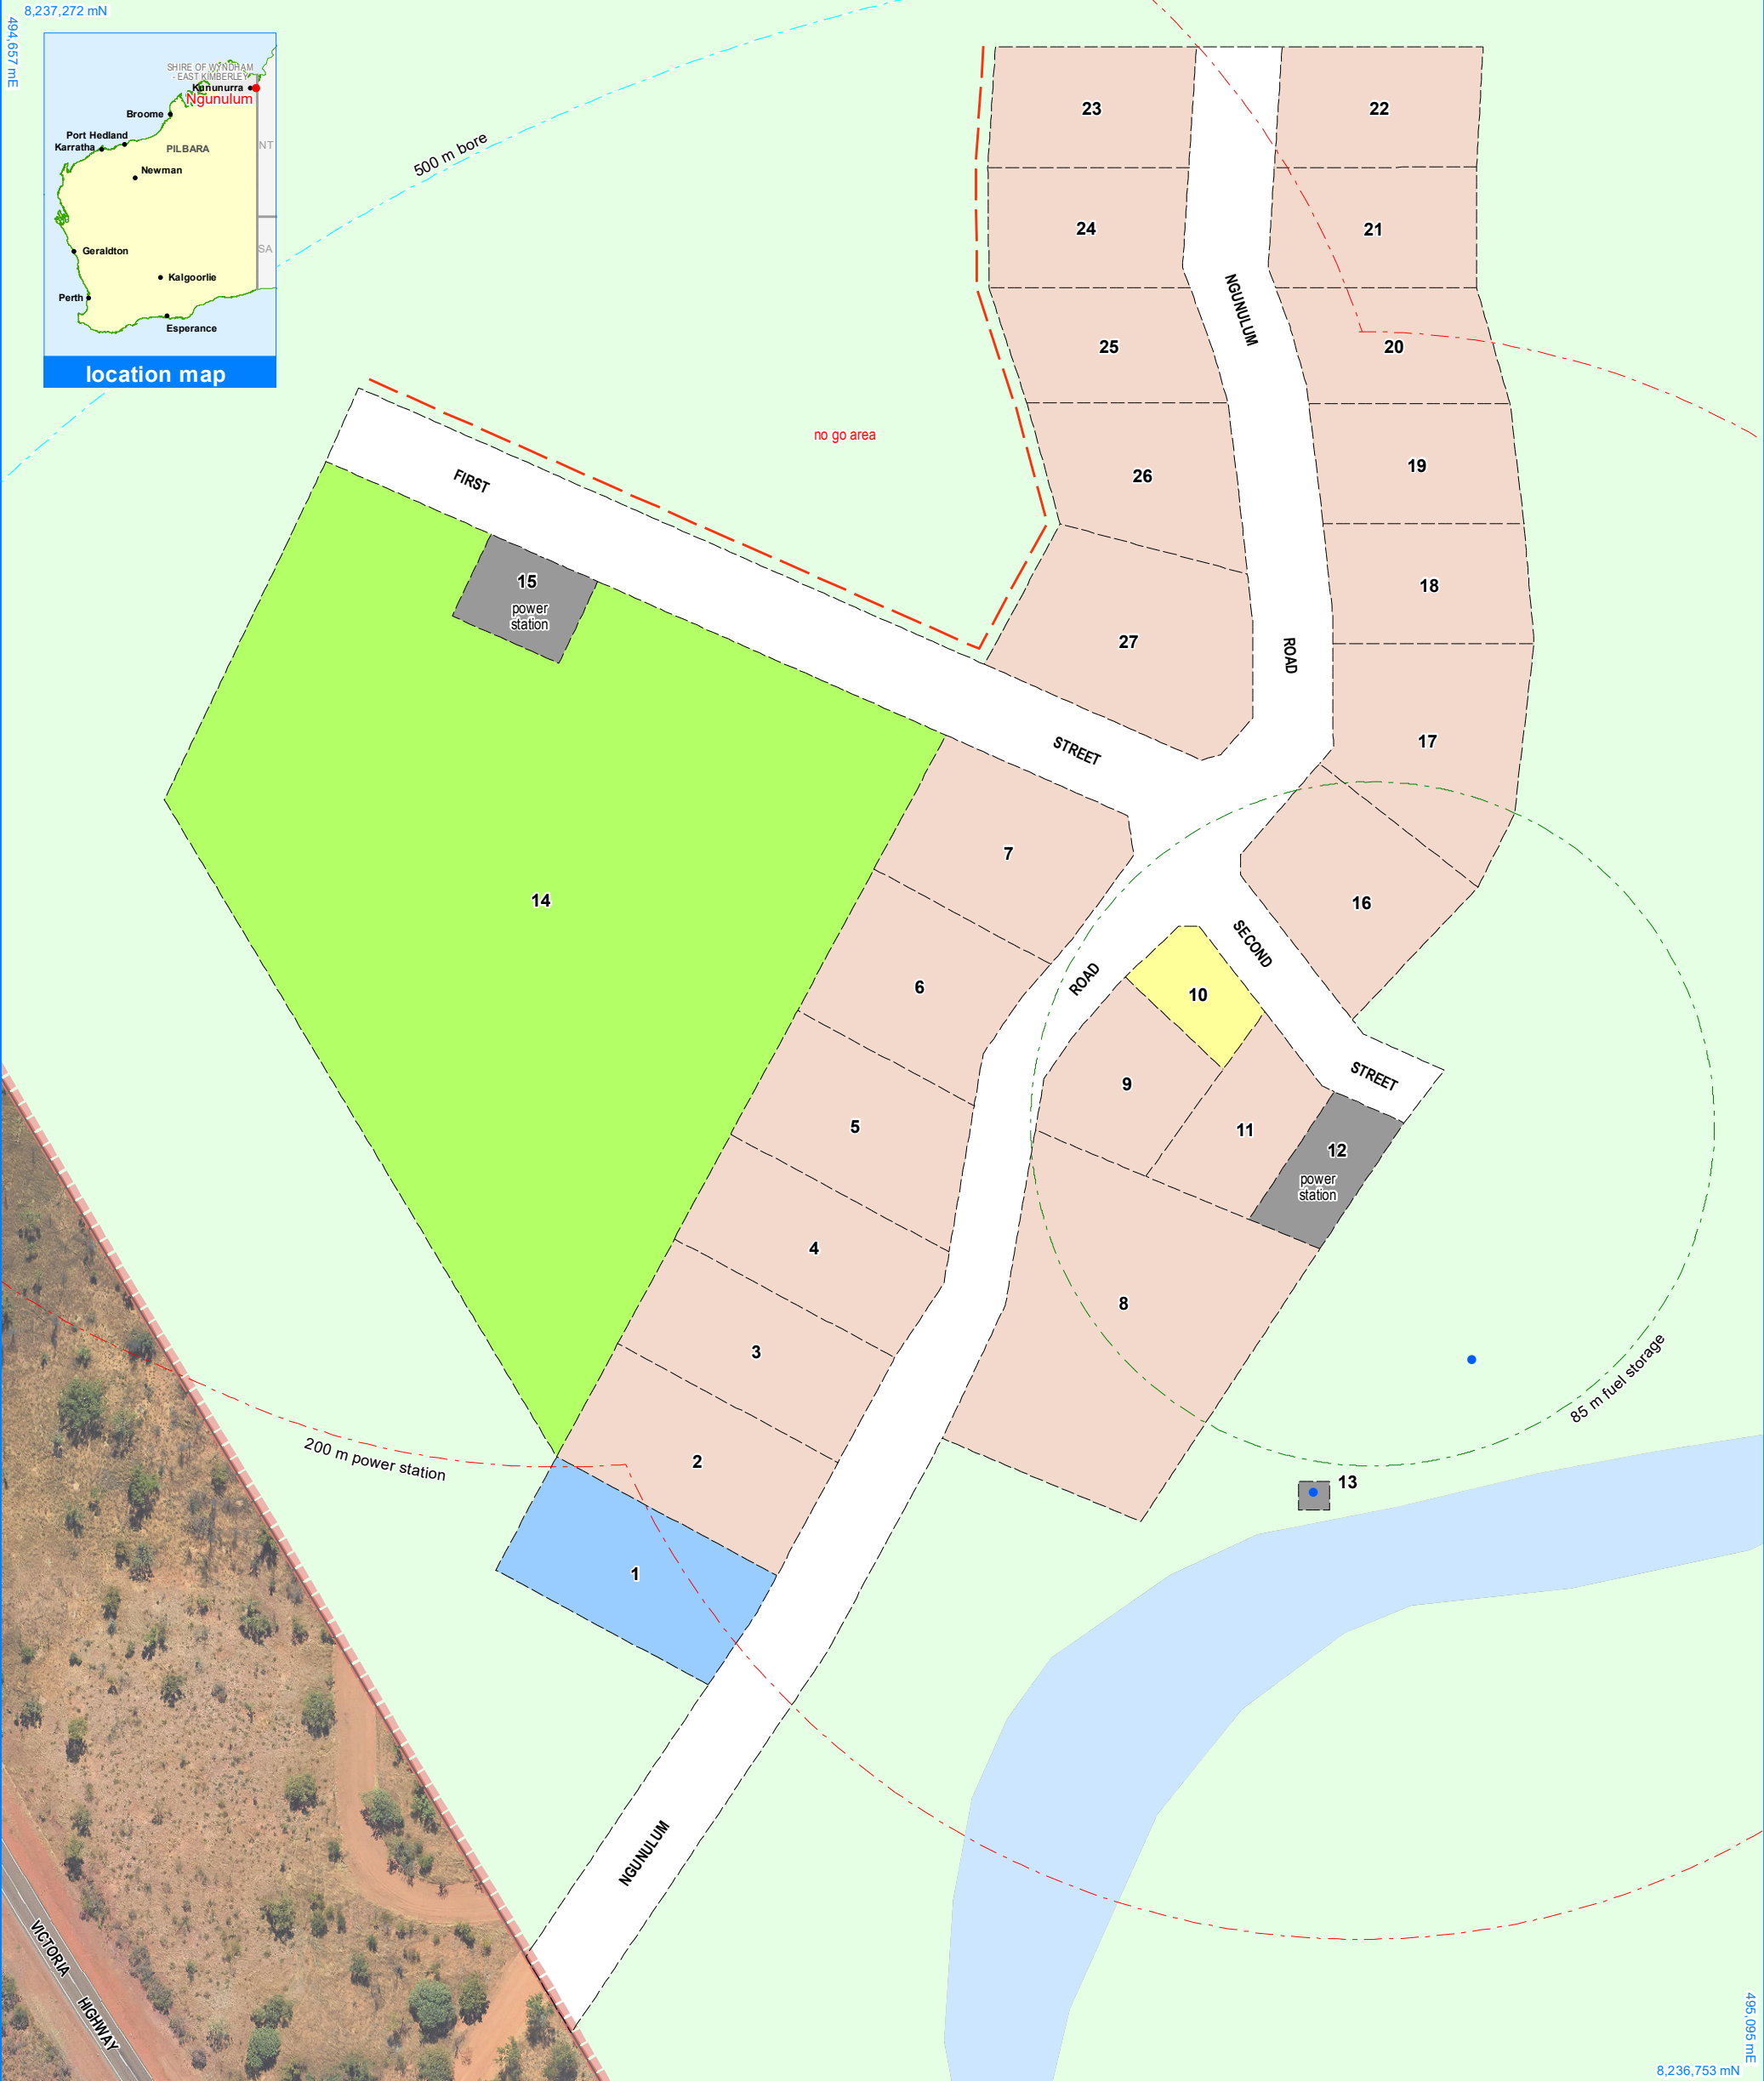 8,237,272 mN
494,657 mE
SHIRE OF WYNDHAM
- EAST KIMBERLEY
Kununurra
Ngunulum
Broome
Port Hedland
Karratha
PILBARA
NT
Newman
Geraldton
SA
Kalgoorlie
Perth
Esperance
location map
500 m bore
23
22
24
21
NGUNULUM
25
20
no go area
26
19
FIRST
15
power
station
18
27
ROAD
STREET
17
7
14
16
SECOND
6
ROAD
10
STREET
9
5
11
12
power
station
4
8
3
85 m fuel storage
200 m power station
2
13
1
NGUNULUM
VICTORIA
HIGHWAY
495,095 mE
8,236,753 mN